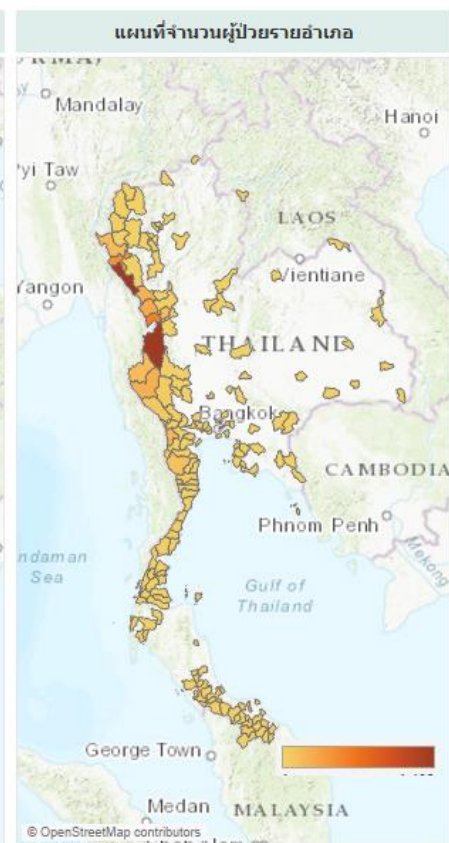 แผนที่จำนวนผู้ป่วยรายอำเภอ
Mandalay
Hanoi
yi Taw
LAOS
Vientiane
Yangon
THAILAND
Bangkok
CAMBODIA
Phnom Penh
Mekong
ndaman
Sea
Gulf of
Thailand
George Town
Medan
MALAYSIA
© OpenStreetMap contributors